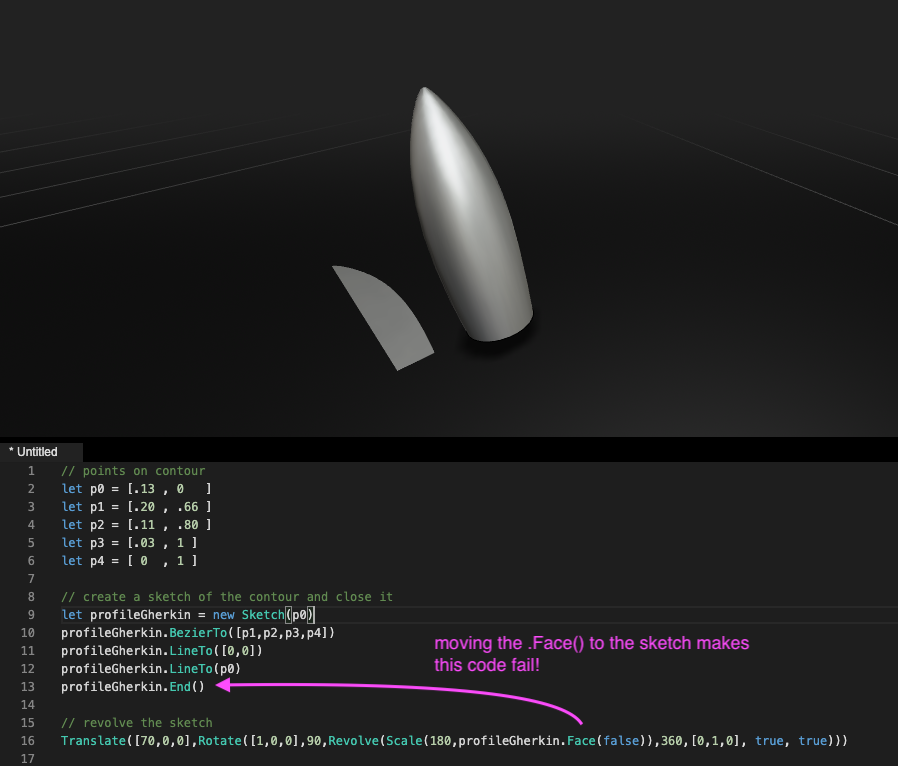 * Untitled
1 // points on contour
2 let p0 = [.13 , 0   ]
3 let p1 = [.20 , .66 ]
4 let p2 = [.11 , .80 ]
5 let p3 = [.03 , 1 ]
6 let p4 = [ 0  , 1 ]
7
8 // create a sketch of the contour and close it
9 let profileGherkin = new Sketch(p0)
10 profileGherkin.BezierTo([p1,p2,p3,p4])
11 profileGherkin.LineTo([0,0])
12 profileGherkin.LineTo(p0)
13 profileGherkin.End()
moving the .Face() to the sketch makes
this code fail!
14
15 // revolve the sketch
16 Translate([70,0,0],Rotate([1,0,0],90,Revolve(Scale(180,profileGherkin.Face(false)),360,[0,1,0], true, true)))
17